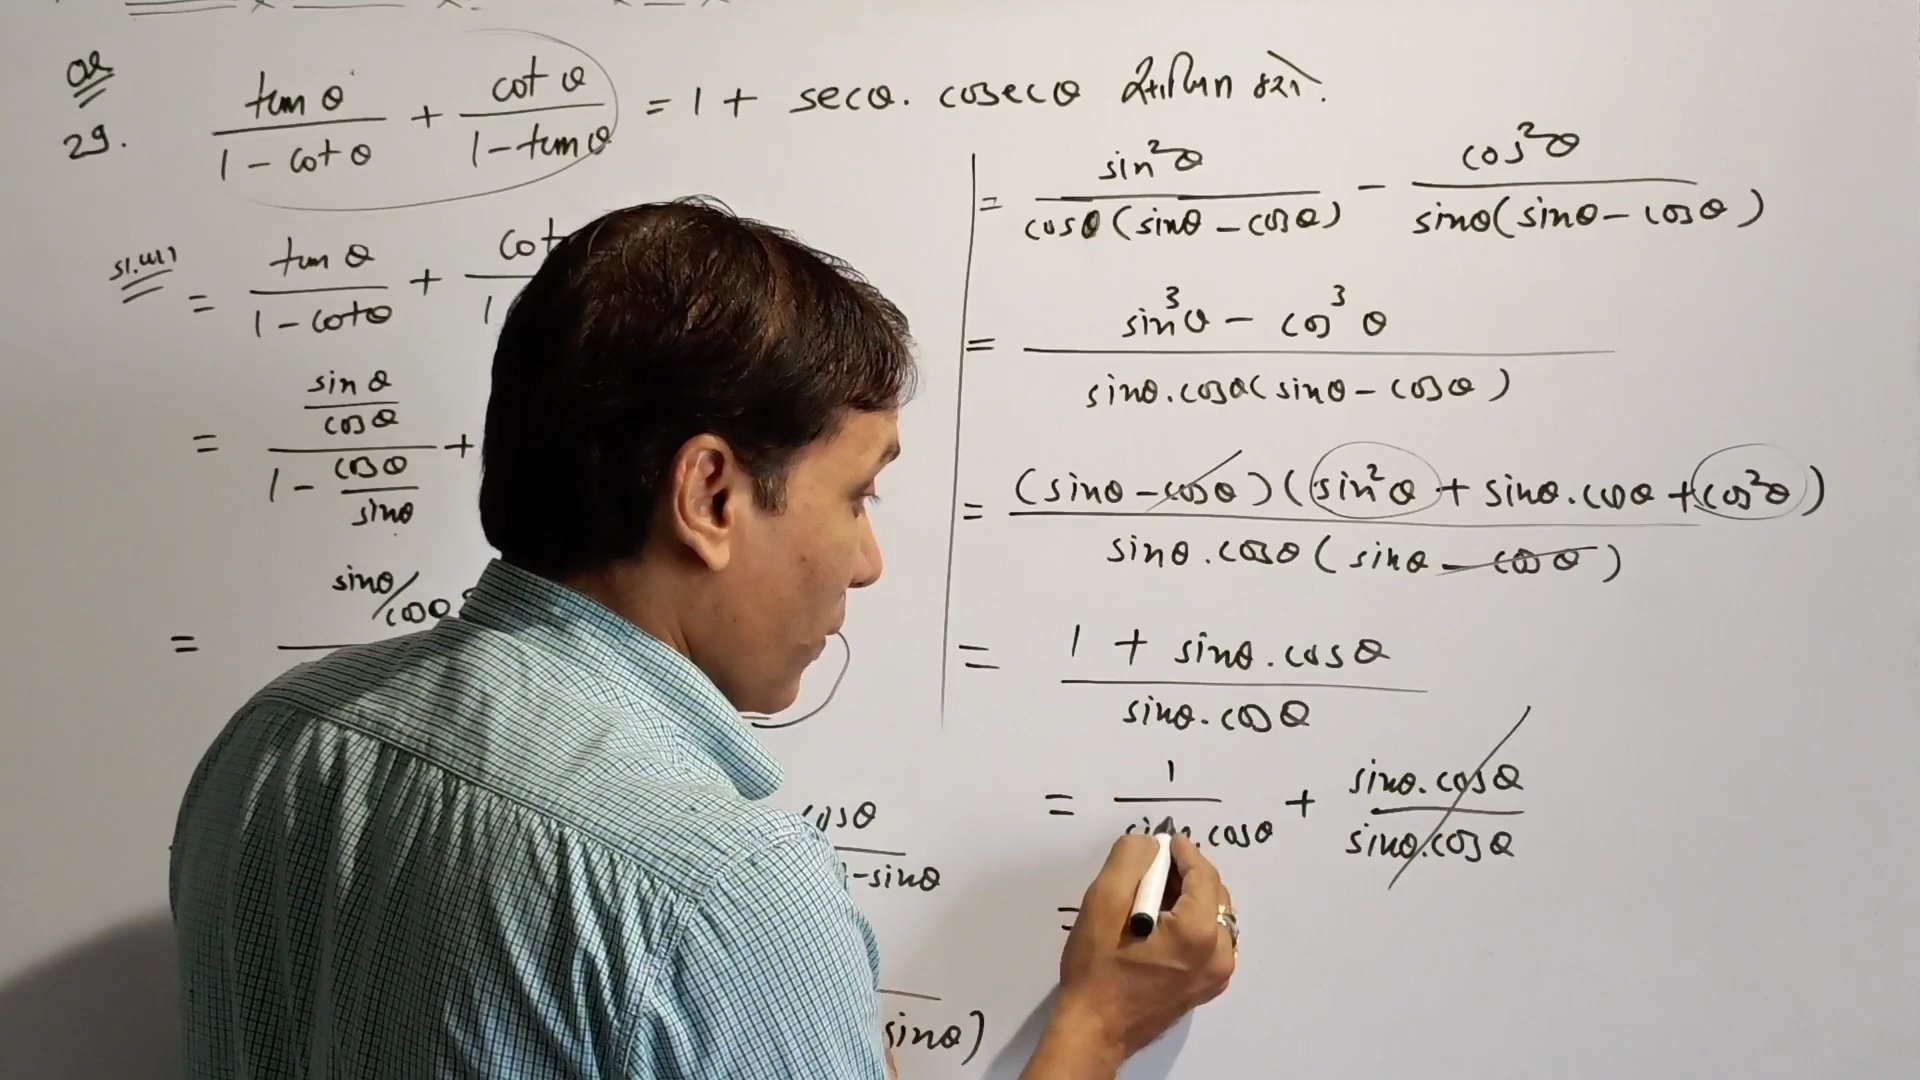 29.
tanθ / (1 - cotθ) + cotθ / (1 - tanθ) = 1 + secθ . cosecθ સાબિત કરો.
ડા.બા
= tanθ / (1 - cotθ) + cot
= (sinθ / cosθ) / (1 - cosθ / sinθ) +
= sinθ/cosθ
cosθ
-sinθ
sinθ)
= sin²θ / cosθ(sinθ - cosθ) - cos²θ / sinθ(sinθ - cosθ)
= sin³θ - cos³θ / sinθ.cosθ(sinθ - cosθ)
= (sinθ - cosθ)(sin²θ + sinθ.cosθ + cos²θ) / sinθ.cosθ(sinθ - cosθ)
= 1 + sinθ.cosθ / sinθ.cosθ
= 1 / sinθ.cosθ + sinθ.cosθ / sinθ.cosθ
=